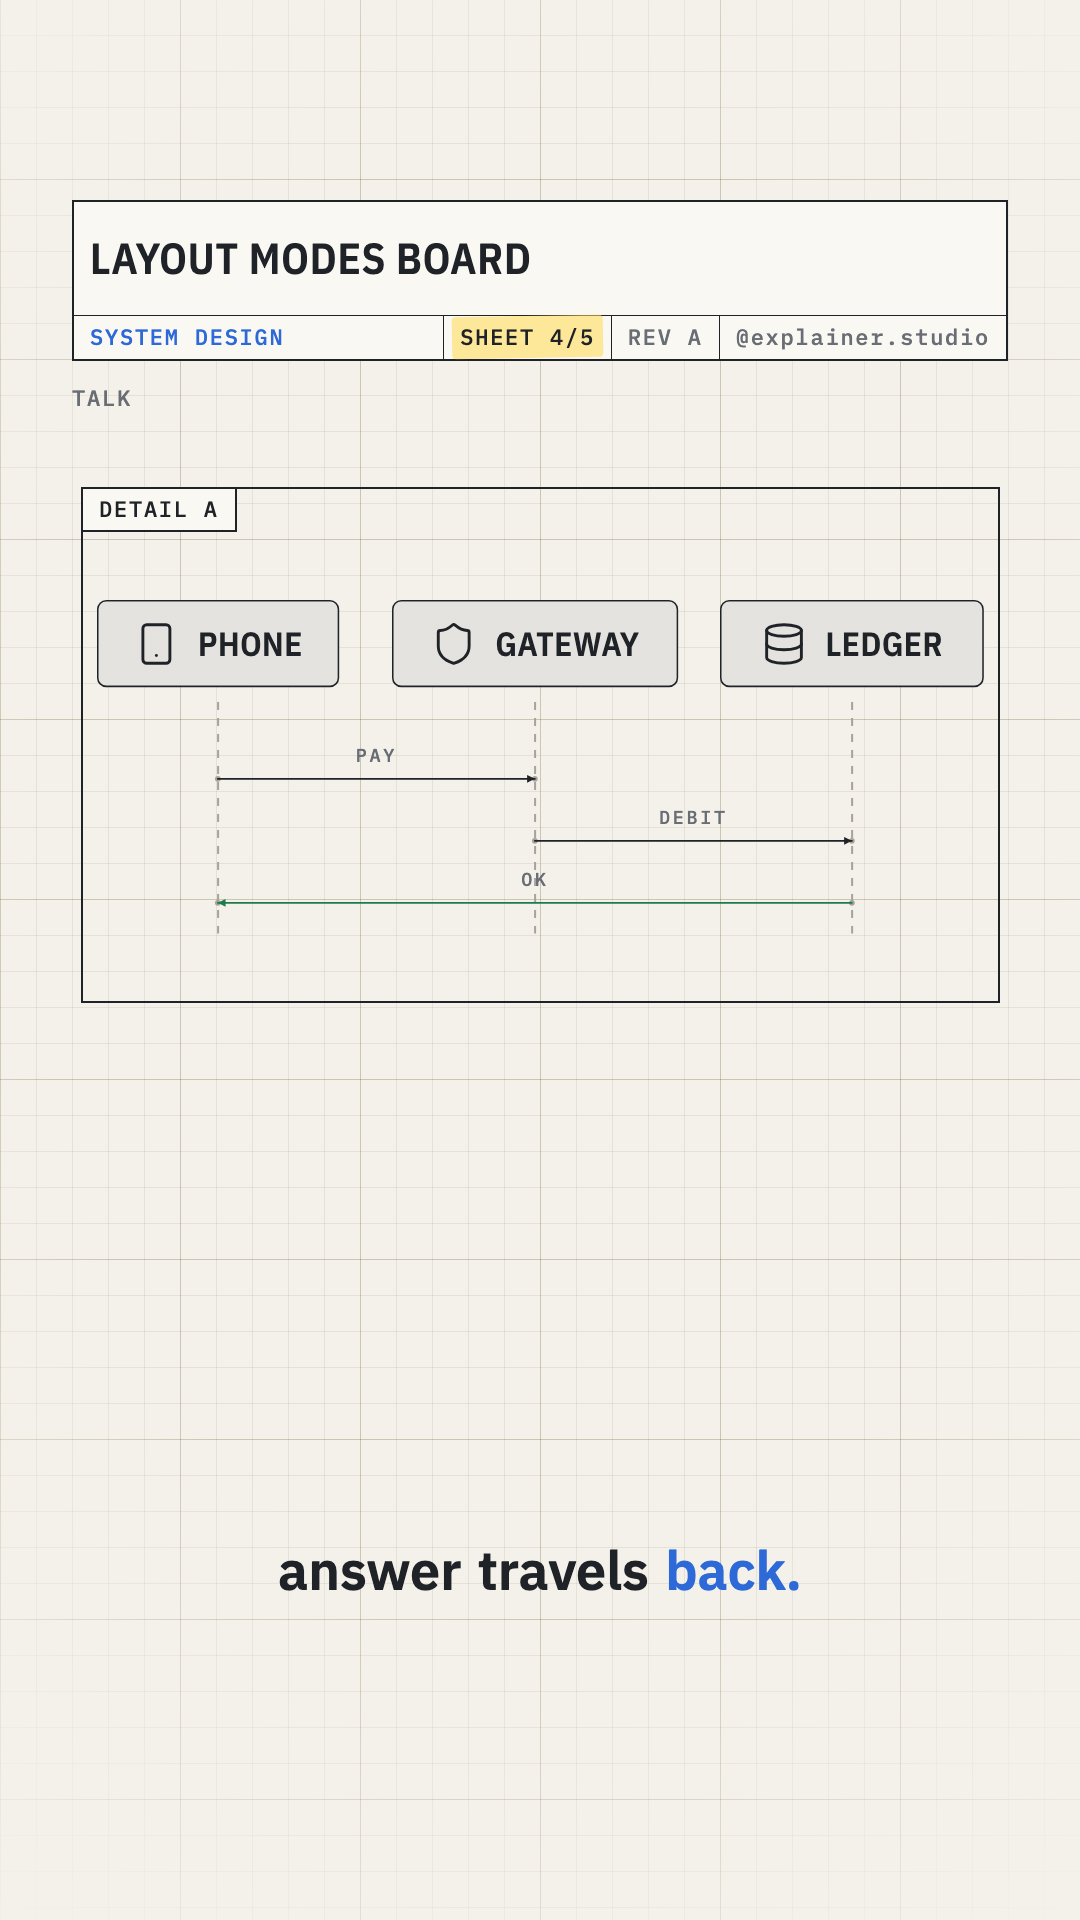 LAYOUT MODES BOARD
SYSTEM DESIGN SHEET 4/5 REV A @explainer.studio
TALK
DETAIL A
PHONE GATEWAY LEDGER
PAY
DEBIT
OK
answer travels back.